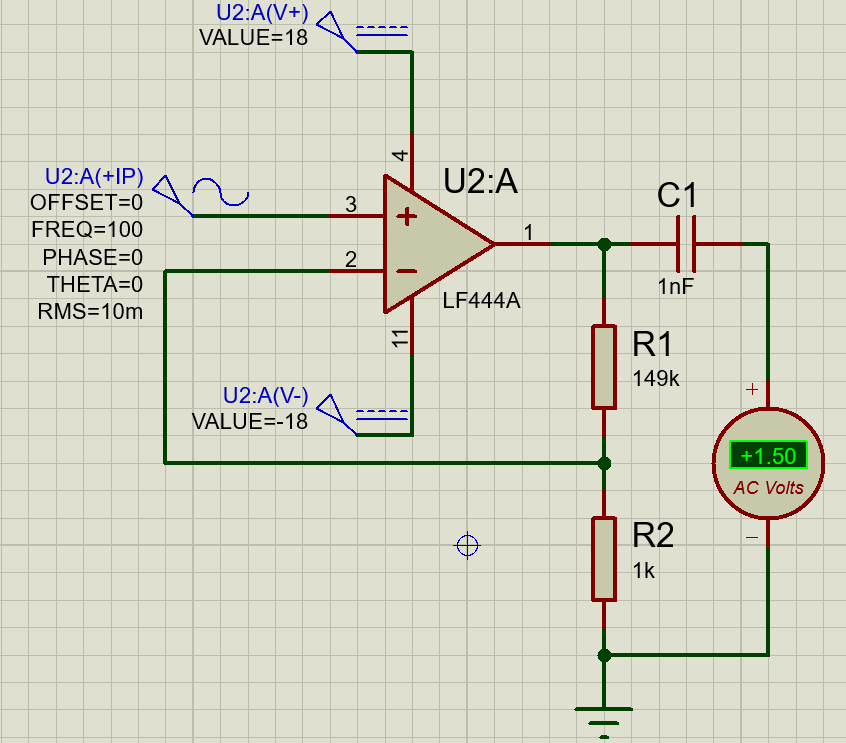 U2:A(V+)
VALUE=18
4
U2:A(+IP)
OFFSET=0
FREQ=100
PHASE=0
THETA=0
RMS=10m
3
2
+
−
U2:A
1
LF444A
11
C1
1nF
R1
149k
U2:A(V-)
VALUE=-18
+
+1.50
AC Volts
−
R2
1k